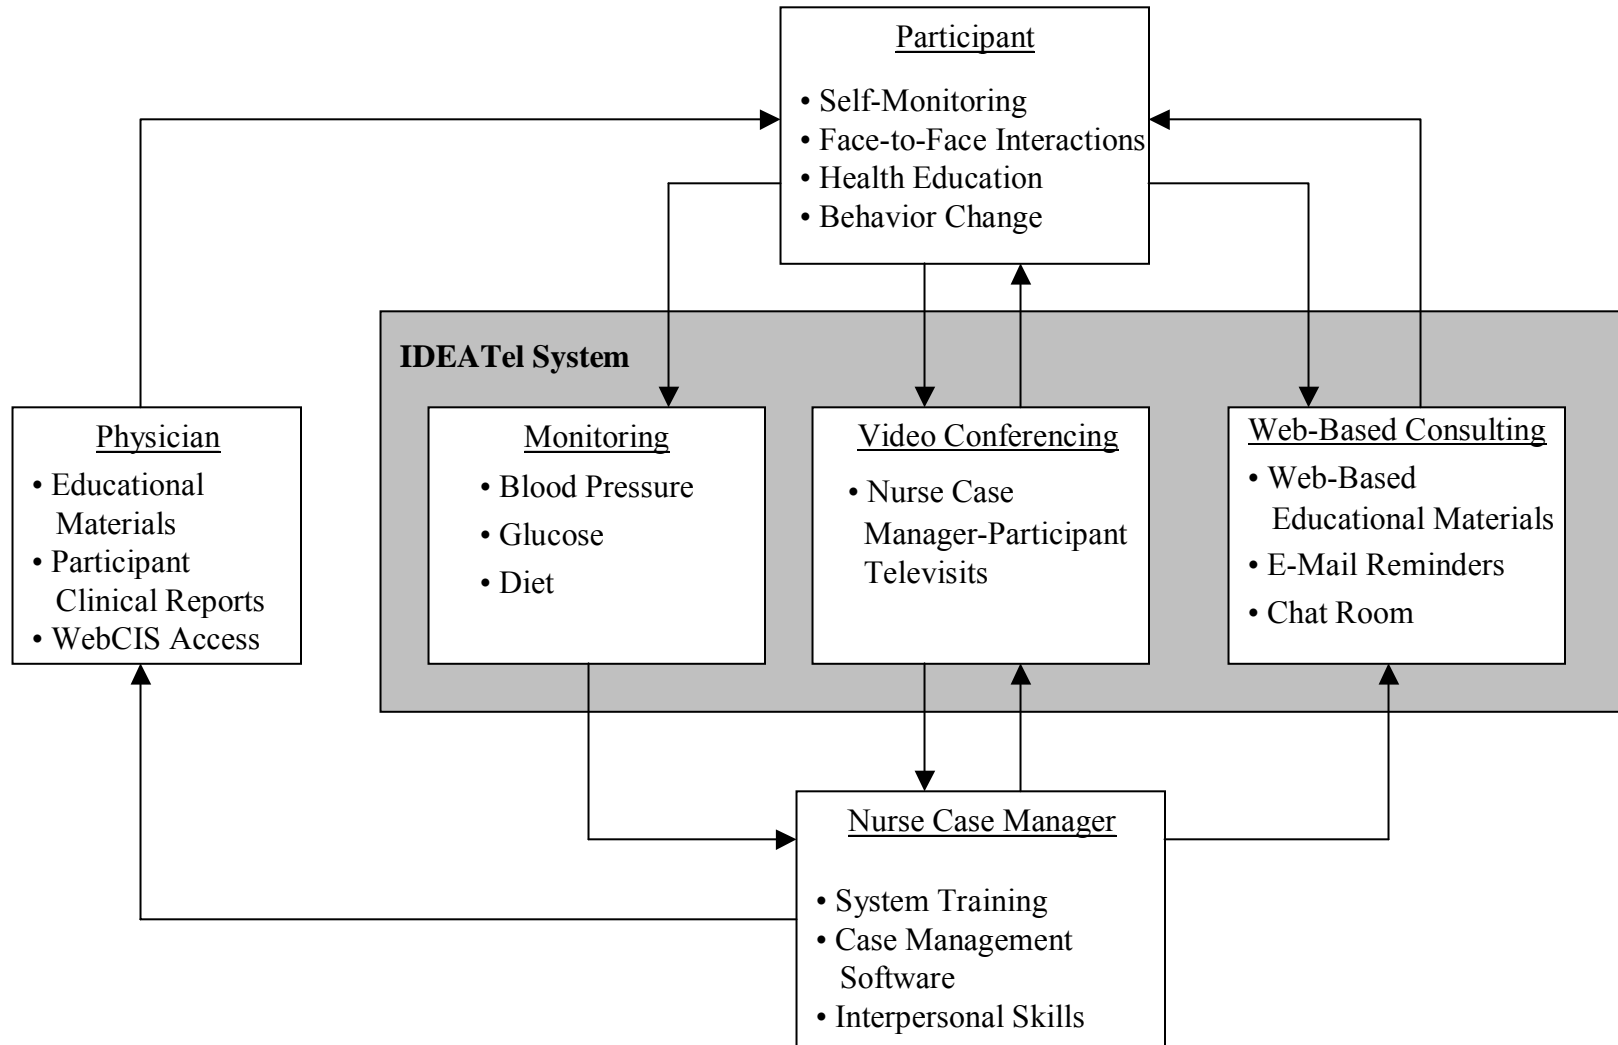 Participant
• Self-Monitoring
• Face-to-Face Interactions
• Health Education
• Behavior Change
IDEATel System
Physician
• Educational
Materials
• Participant
Clinical Reports
• WebCIS Access
Monitoring
• Blood Pressure
• Glucose
• Diet
Video Conferencing
• Nurse Case
Manager-Participant
Televisits
Web-Based Consulting
• Web-Based
Educational Materials
• E-Mail Reminders
• Chat Room
Nurse Case Manager
• System Training
• Case Management
Software
• Interpersonal Skills